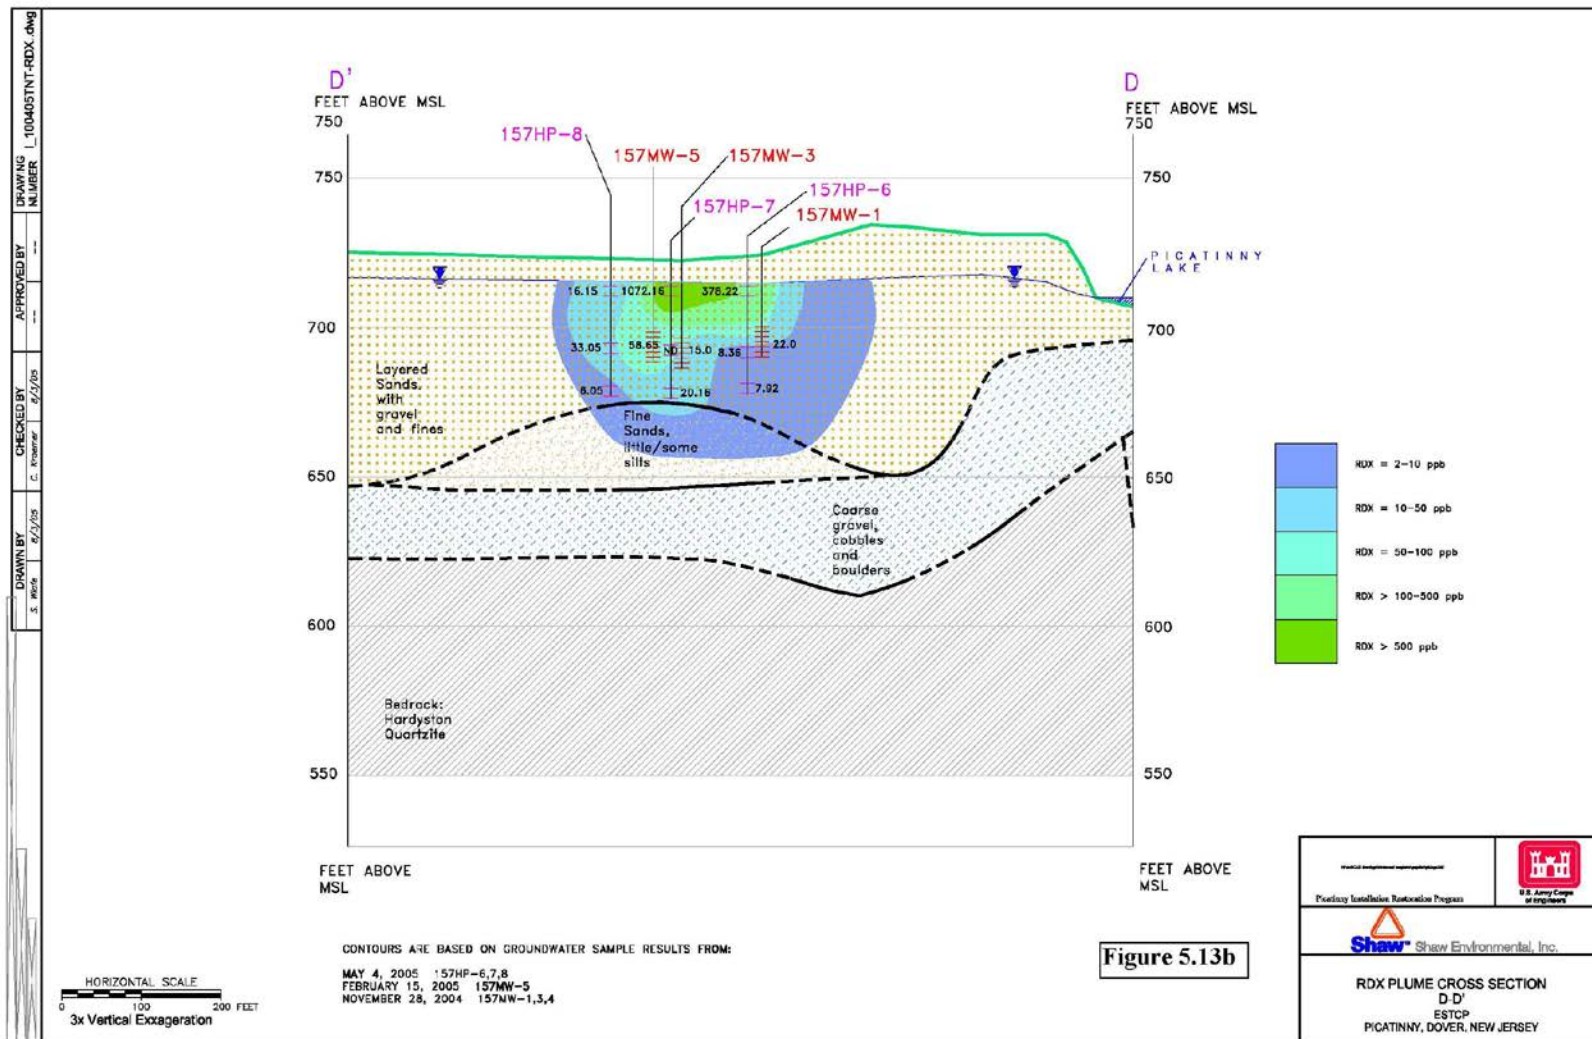 DRAWING
NUMBER
I_100405TNT-RDX.dwg
APPROVED BY
-- --
-- --
CHECKED BY
6/3/05
C. Kraemer
DRAWN BY
6/3/05
D'
FEET ABOVE MSL
750
D
FEET ABOVE MSL
750
157HP-8
157MW-5
157MW-3
157HP-7
157HP-6
157MW-1
PICATINNY
LAKE
750
750
700
700
650
650
600
600
550
550
16.15
1072.16
378.22
33.05
58.65
ND
15.0
8.36
22.0
6.05
20.16
7.92
Layered
Sands,
with
gravel
and fines
Fine
Sands,
little/some
silts
Coarse
gravel,
cobbles
and
boulders
Bedrock:
Hardyston
Quartzite
RDX = 2-10 ppb
RDX = 10-50 ppb
RDX = 50-100 ppb
RDX > 100-500 ppb
RDX > 500 ppb
FEET ABOVE
MSL
FEET ABOVE
MSL
CONTOURS ARE BASED ON GROUNDWATER SAMPLE RESULTS FROM:
MAY 4, 2005 157HP-6,7,8
FEBRUARY 15, 2005 157MW-5
NOVEMBER 28, 2004 157MW-1,3,4
Figure 5.13b
HORIZONTAL SCALE
0 100 200 FEET
3x Vertical Exxageration
Picatinny Installation Restoration Program
U.S. Army Corps
of Engineers
Shaw™ Shaw Environmental, Inc.
RDX PLUME CROSS SECTION
D-D'
ESTCP
PICATINNY, DOVER, NEW JERSEY